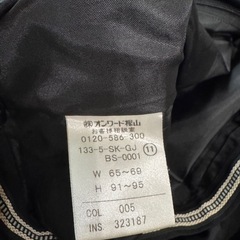 ㈱オンワード樫山
お客様相談室
0120-586-300
133-5-SK-GJ ⑪
BS-0001
W 65~69
H 91~95
COL 005
INS 323187